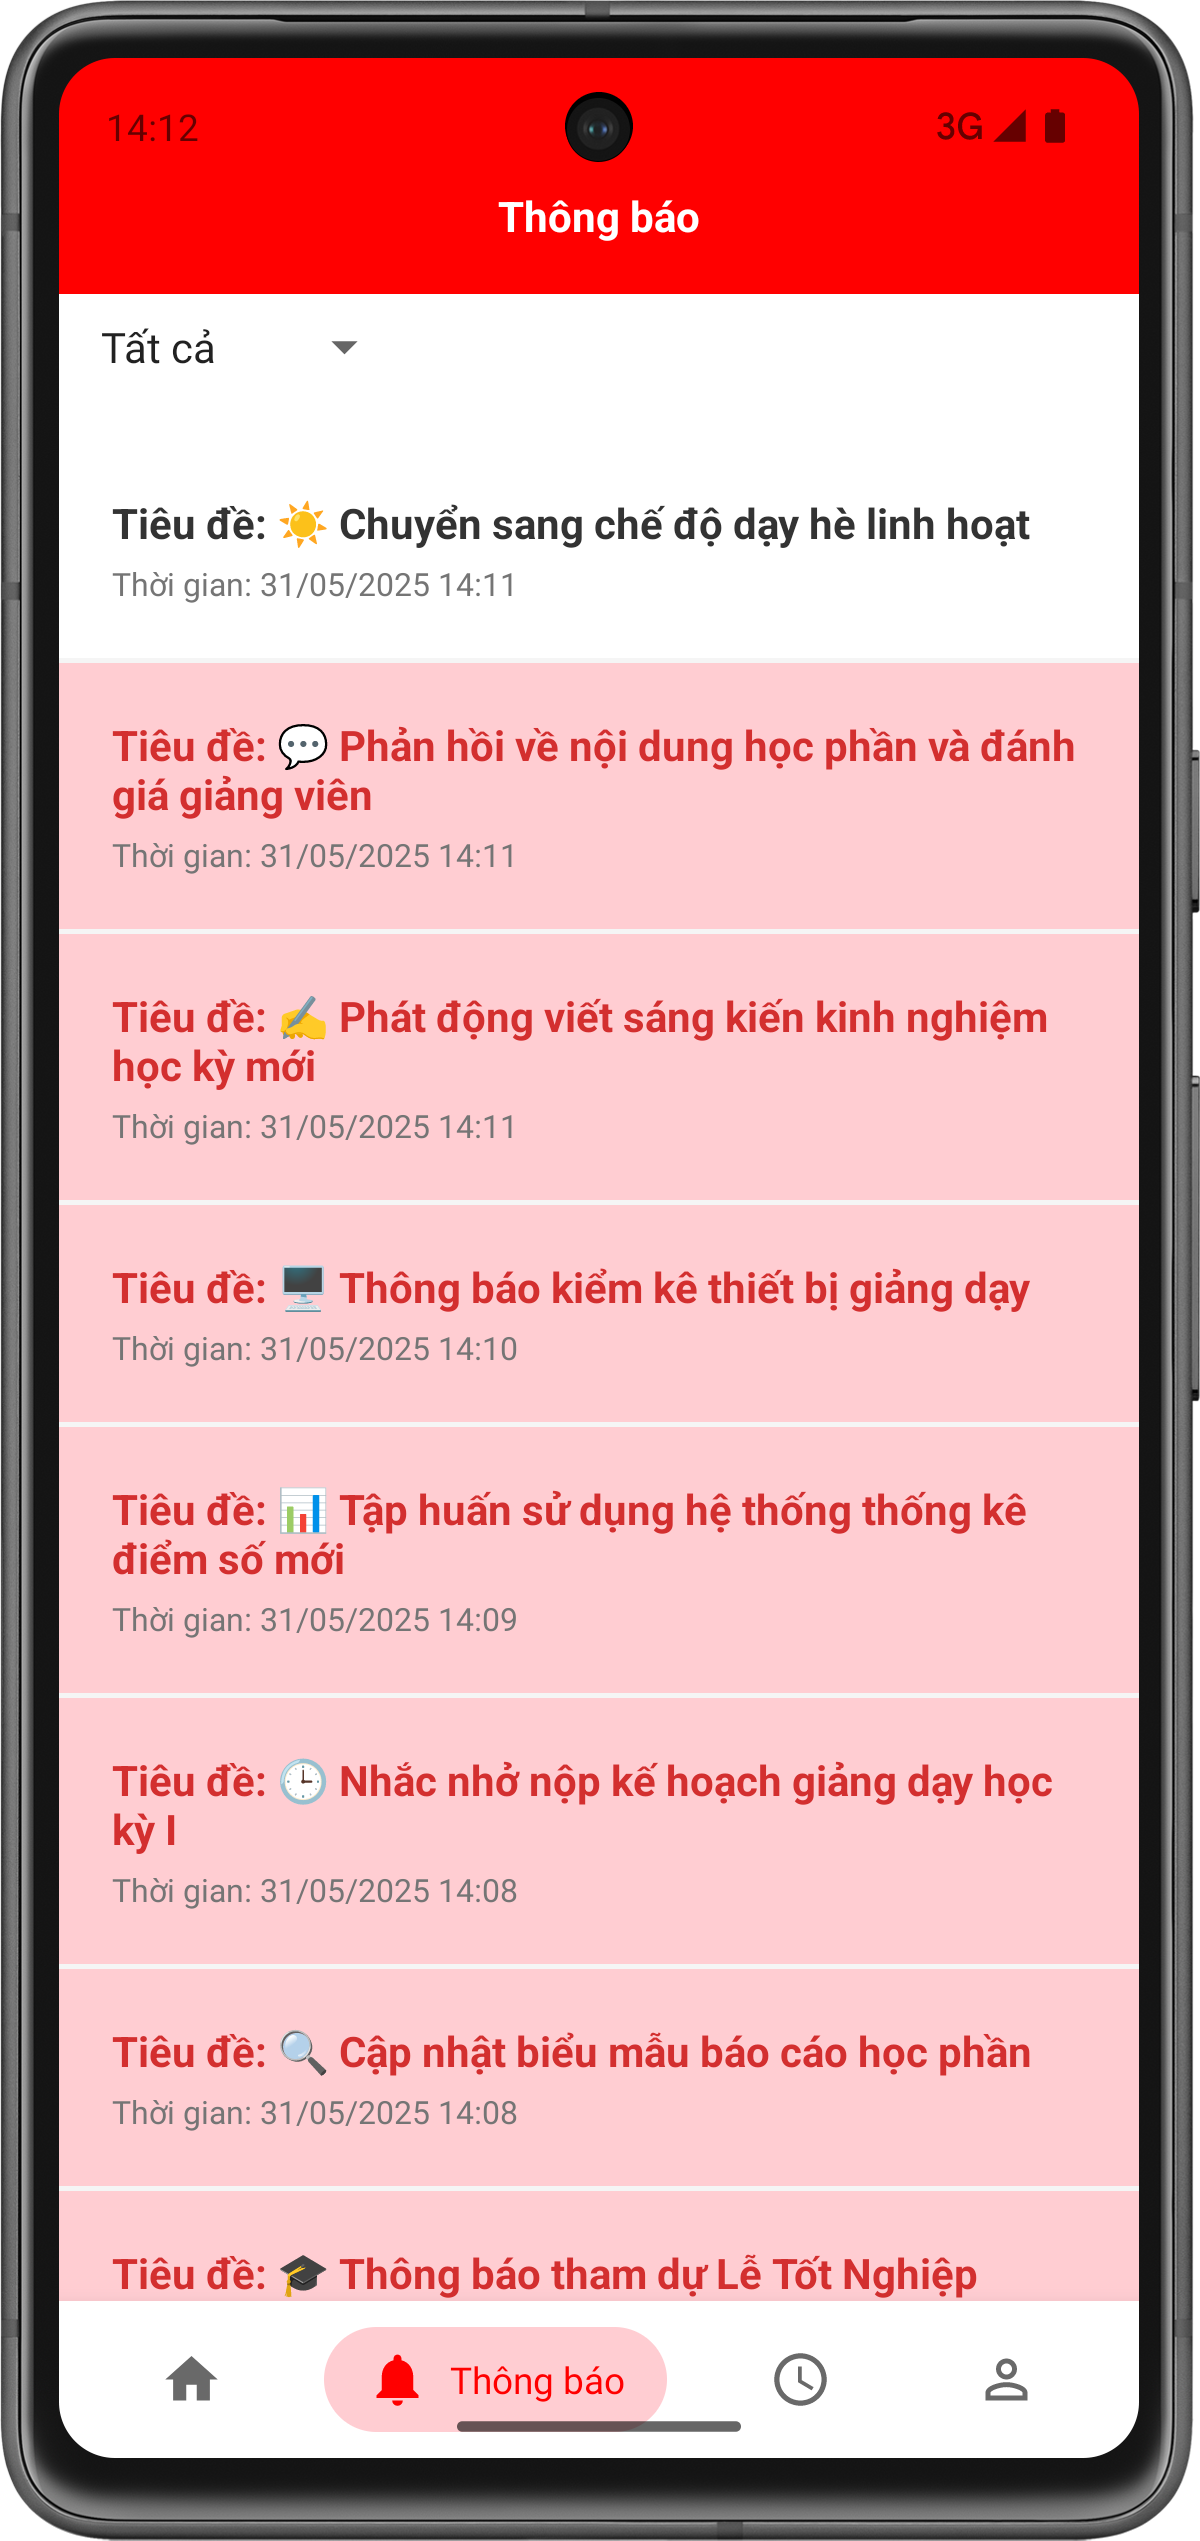 14:12
3G
Thông báo
Tất cả
Tiêu đề: ☀️ Chuyển sang chế độ dạy hè linh hoạt
Thời gian: 31/05/2025 14:11
Tiêu đề: 💬 Phản hồi về nội dung học phần và đánh
giá giảng viên
Thời gian: 31/05/2025 14:11
Tiêu đề: ✍️ Phát động viết sáng kiến kinh nghiệm
học kỳ mới
Thời gian: 31/05/2025 14:11
Tiêu đề: 🖥️ Thông báo kiểm kê thiết bị giảng dạy
Thời gian: 31/05/2025 14:10
Tiêu đề: 📊 Tập huấn sử dụng hệ thống thống kê
điểm số mới
Thời gian: 31/05/2025 14:09
Tiêu đề: 🕒 Nhắc nhở nộp kế hoạch giảng dạy học
kỳ I
Thời gian: 31/05/2025 14:08
Tiêu đề: 🔍 Cập nhật biểu mẫu báo cáo học phần
Thời gian: 31/05/2025 14:08
Tiêu đề: 🎓 Thông báo tham dự Lễ Tốt Nghiệp
Thông báo